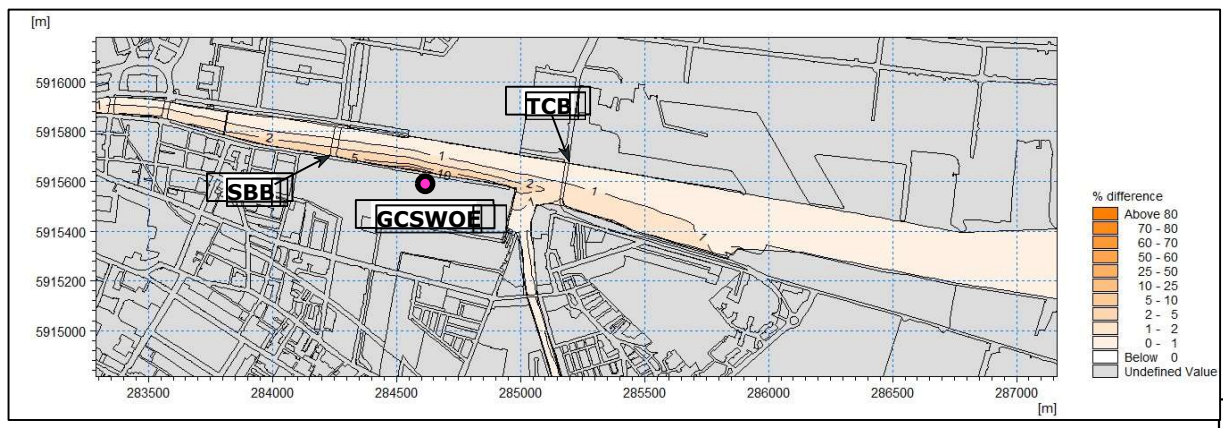 [m]
5916000
5915800
5915600
5915400
5915200
5915000
TCB
SBB
GCSWOE
1
2
5
10
1
2
1
1
1
283500 284000 284500 285000 285500 286000 286500 287000
[m]
% difference
Above 80
70 - 80
60 - 70
50 - 60
25 - 50
10 - 25
5 - 10
2 - 5
1 - 2
0 - 1
Below 0
Undefined Value